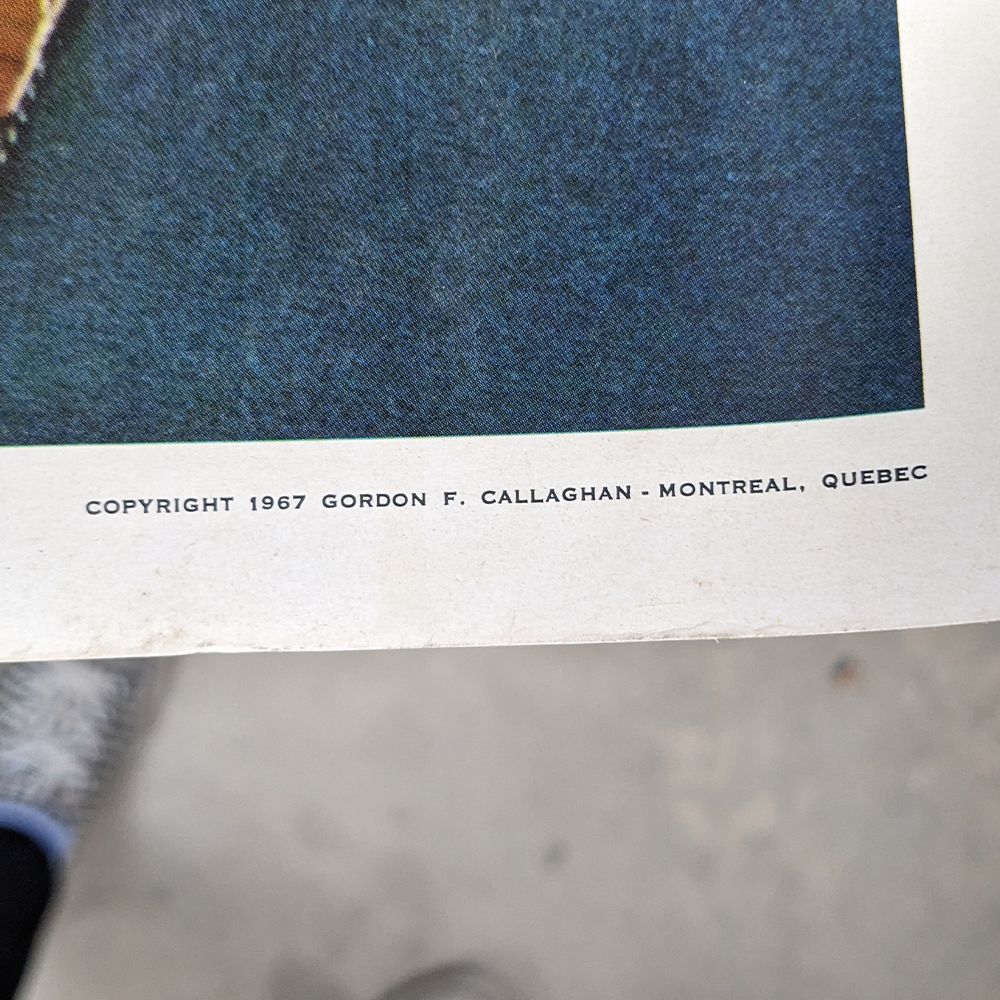 COPYRIGHT 1967 GORDON F. CALLAGHAN - MONTREAL, QUEBEC